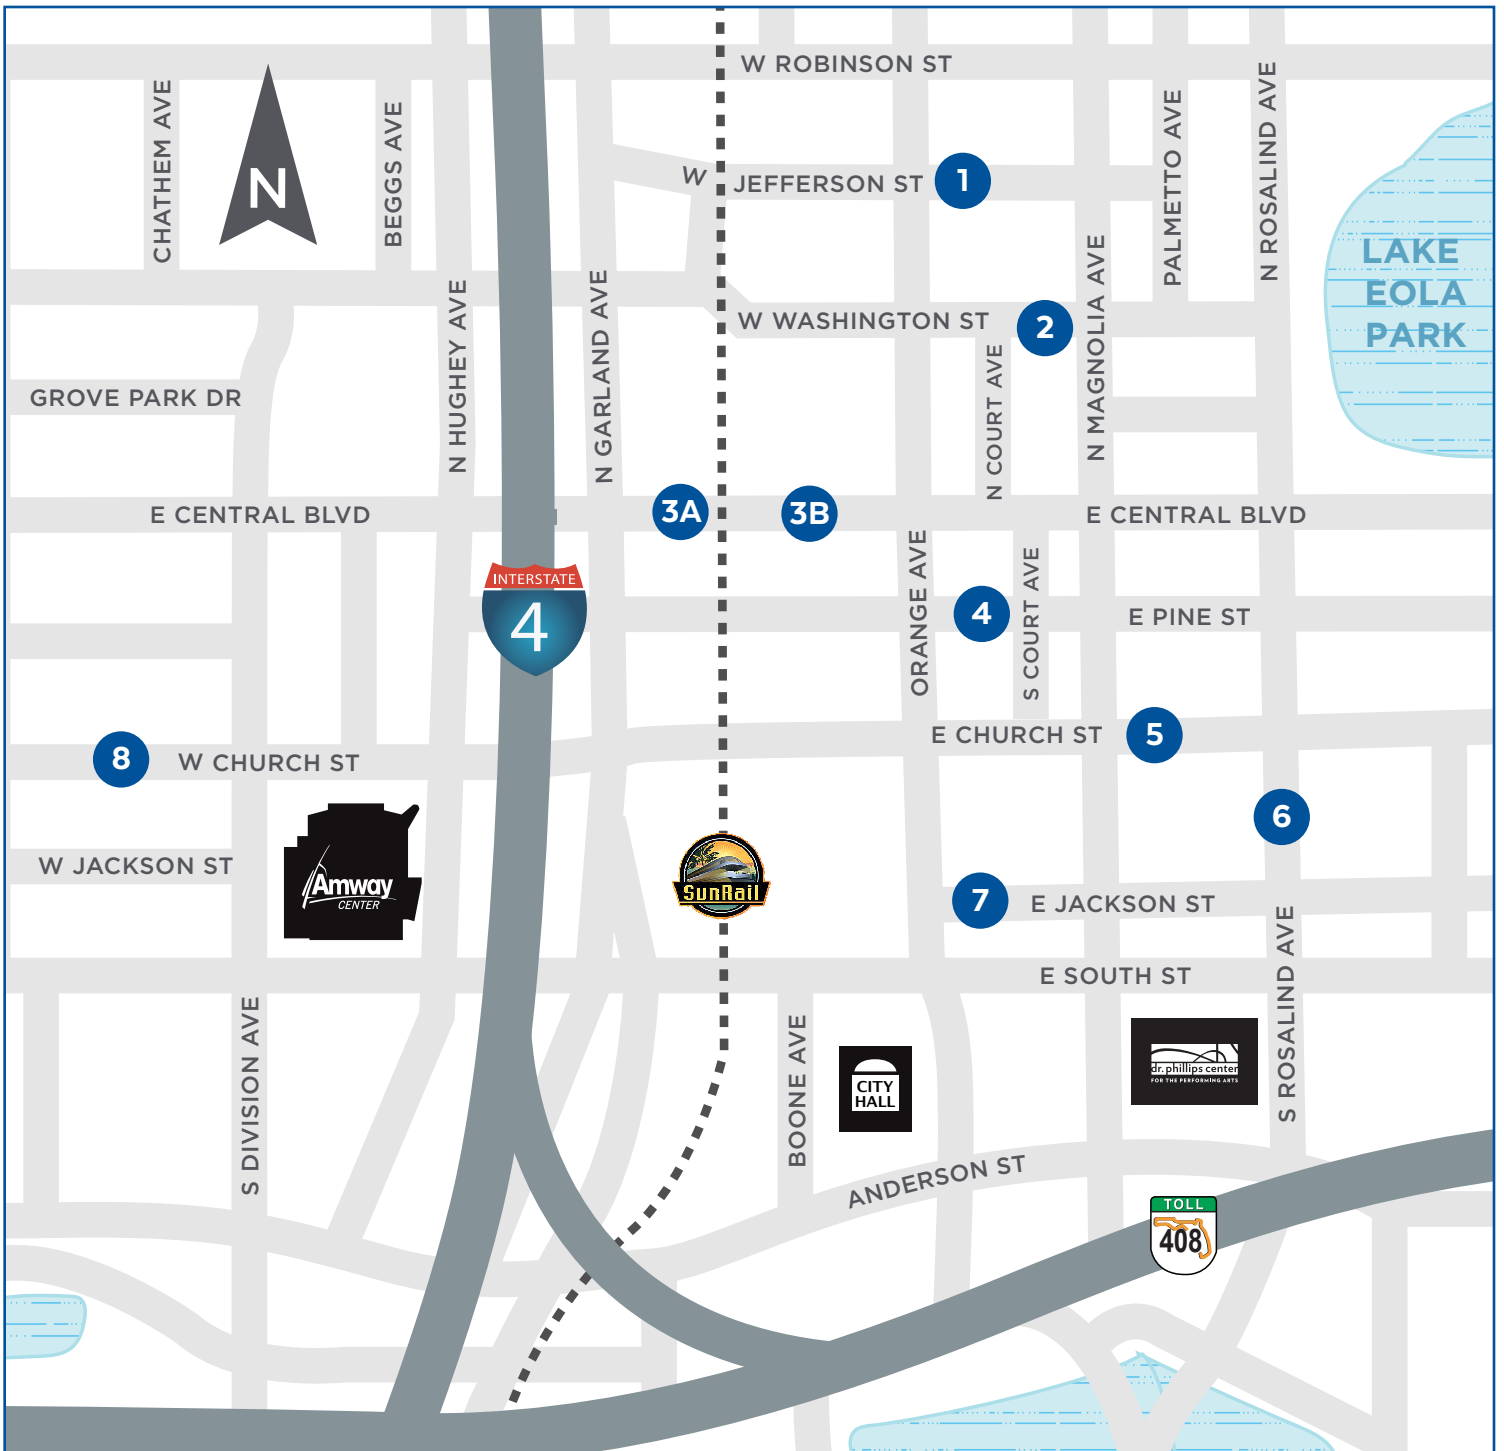 W ROBINSON ST
CHATHEM AVE
N
BEGGS AVE
W JEFFERSON ST
1
PALMETTO AVE
N ROSALIND AVE
LAKE
EOLA
PARK
N HUGHEY AVE
N GARLAND AVE
W WASHINGTON ST
2
N COURT AVE
N MAGNOLIA AVE
GROVE PARK DR
E CENTRAL BLVD
3A
3B
E CENTRAL BLVD
INTERSTATE
4
ORANGE AVE
4
S COURT AVE
E PINE ST
8
W CHURCH ST
E CHURCH ST
5
6
W JACKSON ST
Amway
CENTER
SunRail
7
E JACKSON ST
E SOUTH ST
S DIVISION AVE
BOONE AVE
CITY
HALL
dr. phillips center
FOR THE PERFORMING ARTS
S ROSALIND AVE
ANDERSON ST
TOLL
408